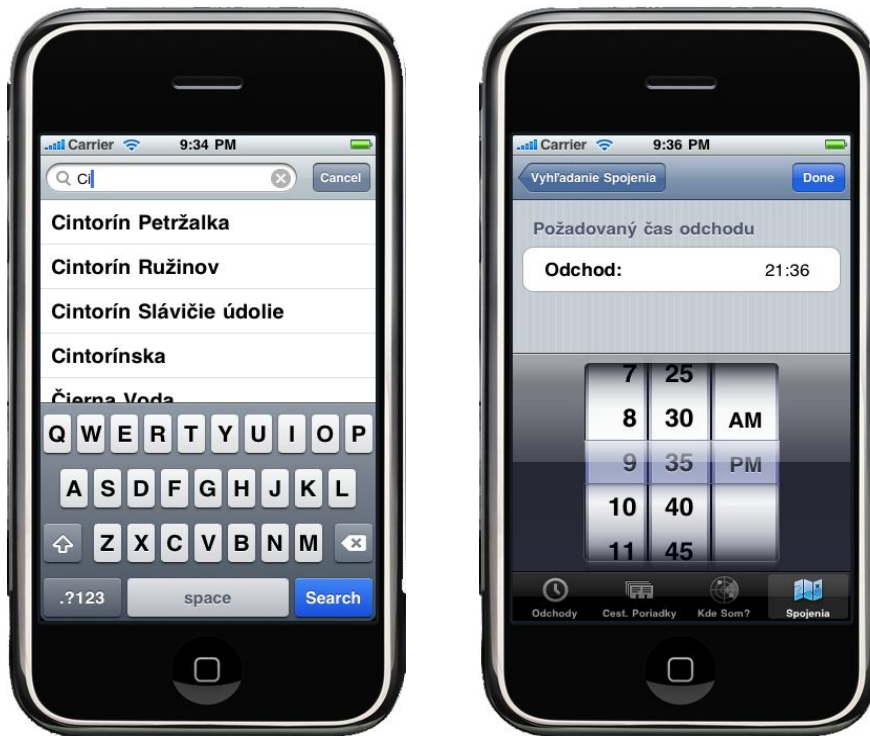 Carrier 9:34 PM
Ci Cancel
Cintorín Petržalka
Cintorín Ružinov
Cintorín Slávičie údolie
Cintorínska
Čierna Voda
Q W E R T Y U I O P
A S D F G H J K L
Z X C V B N M
.?123 space Search
Carrier 9:36 PM
Vyhľadanie Spojenia Done
Požadovaný čas odchodu
Odchod: 21:36
7 25
8 30 AM
9 35 PM
10 40
11 45
Odchody Cest. Poriadky Kde Som? Spojenia